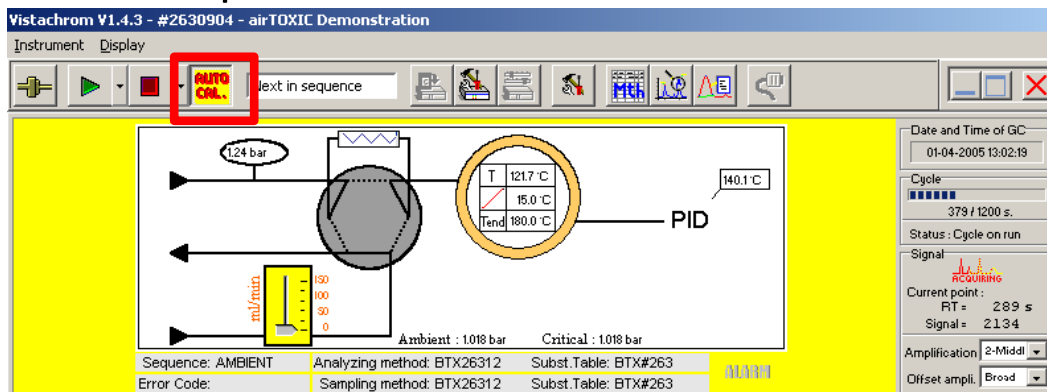 Vistachrom V1.4.3 - #2630904 - airTOXIC Demonstration
Instrument Display
AUTO CAL. Next in sequence Mth
Date and Time of GC
01-04-2005 13:02:19
Cycle
379 / 1200 s.
Status : Cycle on run
Signal
ACQUIRING
Current point :
RT = 289 s
Signal = 2134
Amplification 2-Middl
Offset ampli. Broad
1.24 bar
T 121.7 °C
15.0 °C
Tend 180.0 °C
140.1 °C
PID
ml/min
150
100
50
0
Ambient : 1.018 bar Critical : 1.018 bar
Sequence: AMBIENT Analyzing method: BTX26312 Subst.Table: BTX#263
Error Code: Sampling method: BTX26312 Subst.Table: BTX#263
ALARM